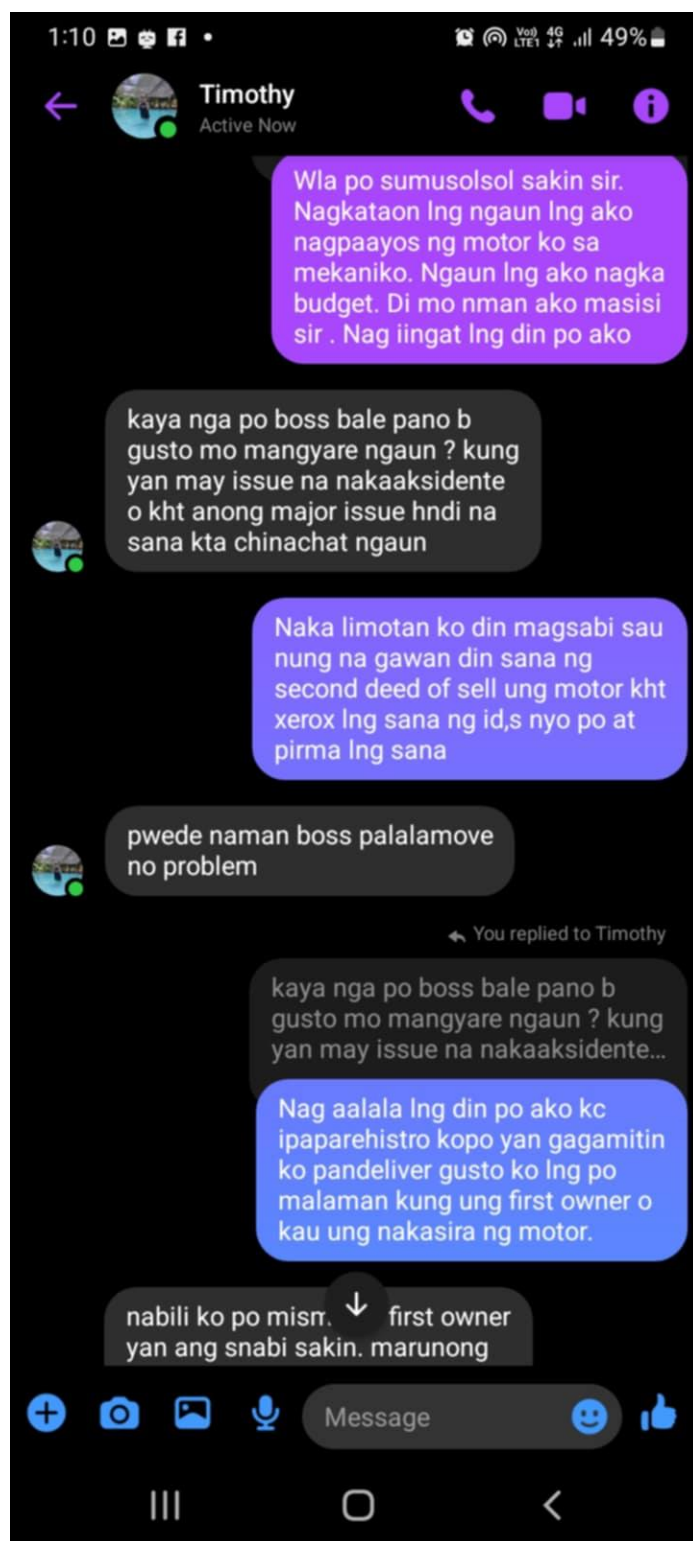 1:10
49%
Timothy
Active Now
Wla po sumusolsol sakin sir.
Nagkataon lng ngaun lng ako
nagpaayos ng motor ko sa
mekaniko. Ngaun lng ako nagka
budget. Di mo nman ako masisi
sir . Nag iingat lng din po ako
kaya nga po boss bale pano b
gusto mo mangyare ngaun ? kung
yan may issue na nakaaksidente
o kht anong major issue hndi na
sana kta chinachat ngaun
Naka limotan ko din magsabi sau
nung na gawan din sana ng
second deed of sell ung motor kht
xerox lng sana ng id,s nyo po at
pirma lng sana
pwede naman boss palalamove
no problem
You replied to Timothy
kaya nga po boss bale pano b
gusto mo mangyare ngaun ? kung
yan may issue na nakaaksidente...
Nag aalala lng din po ako kc
ipaparehistro kopo yan gagamitin
ko pandeliver gusto ko lng po
malaman kung ung first owner o
kau ung nakasira ng motor.
nabili ko po first owner
yan ang snabi sakin. marunong
Message